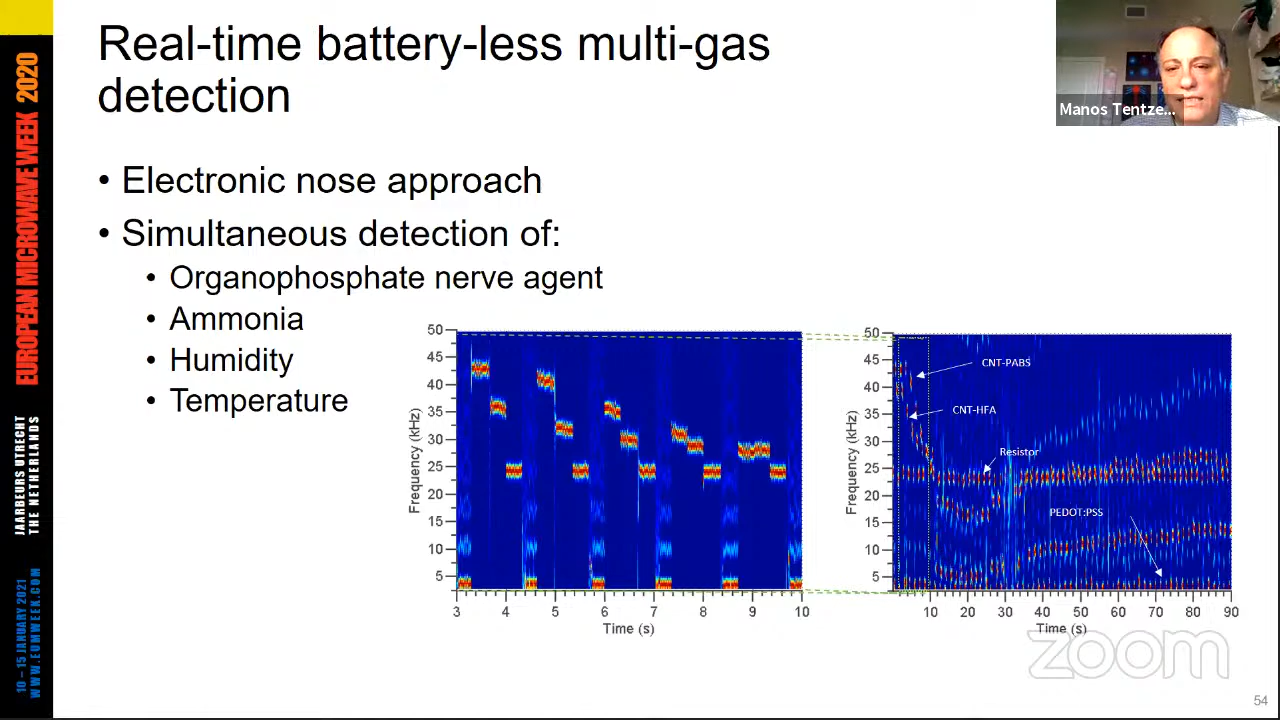 Real-time battery-less multi-gas
detection
• Electronic nose approach
• Simultaneous detection of:
• Organophosphate nerve agent
• Ammonia
• Humidity
• Temperature
Manos Tentze...
EUROPEAN MICROWAVE WEEK 2020
JAARBEURS UTRECHT
THE NETHERLANDS
10 – 15 JANUARY 2021
WWW.EUMWEEK.COM
Frequency (kHz)
50
45
40
35
30
25
20
15
10
5
3 4 5 6 7 8 9 10
Time (s)
Frequency (kHz)
50
45
40
35
30
25
20
15
10
5
CNT-PABS
CNT-HFA
Resistor
PEDOT:PSS
10 20 30 40 50 60 70 80 90
Time (s)
zoom
54